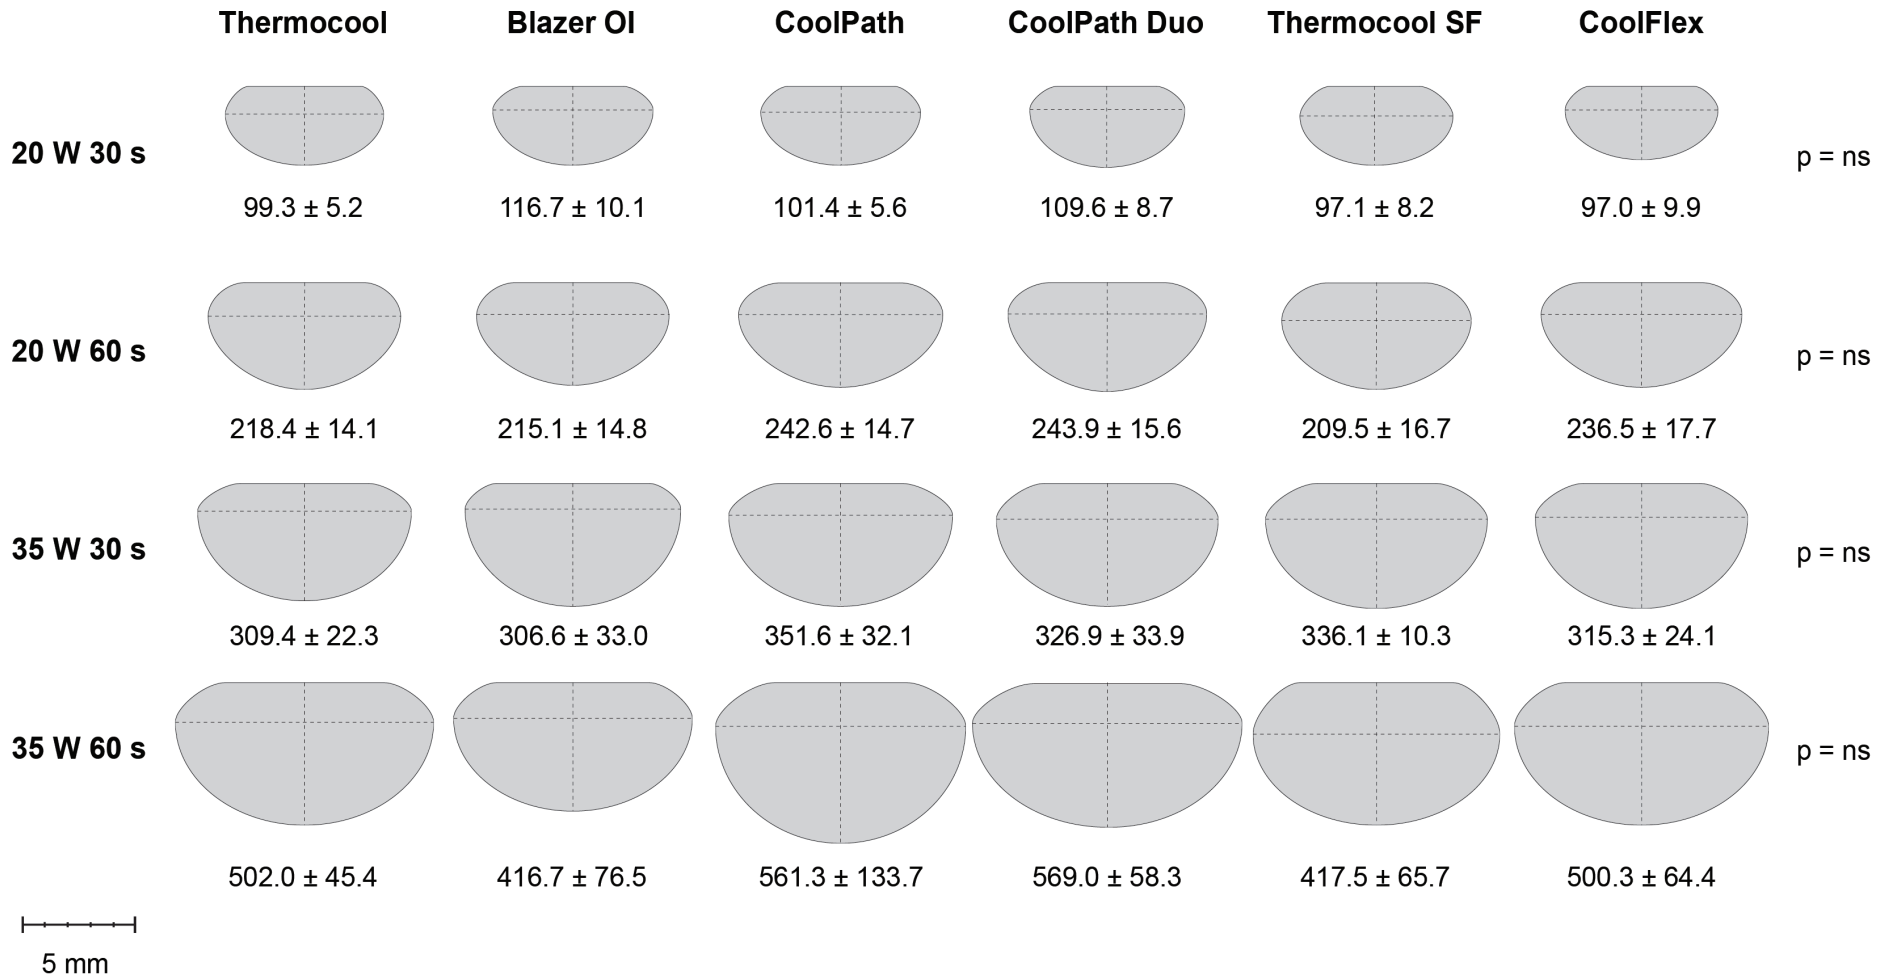 Thermocool Blazer OI CoolPath CoolPath Duo Thermocool SF CoolFlex
20 W 30 s p = ns
99.3 ± 5.2 116.7 ± 10.1 101.4 ± 5.6 109.6 ± 8.7 97.1 ± 8.2 97.0 ± 9.9
20 W 60 s p = ns
218.4 ± 14.1 215.1 ± 14.8 242.6 ± 14.7 243.9 ± 15.6 209.5 ± 16.7 236.5 ± 17.7
35 W 30 s p = ns
309.4 ± 22.3 306.6 ± 33.0 351.6 ± 32.1 326.9 ± 33.9 336.1 ± 10.3 315.3 ± 24.1
35 W 60 s p = ns
502.0 ± 45.4 416.7 ± 76.5 561.3 ± 133.7 569.0 ± 58.3 417.5 ± 65.7 500.3 ± 64.4
5 mm